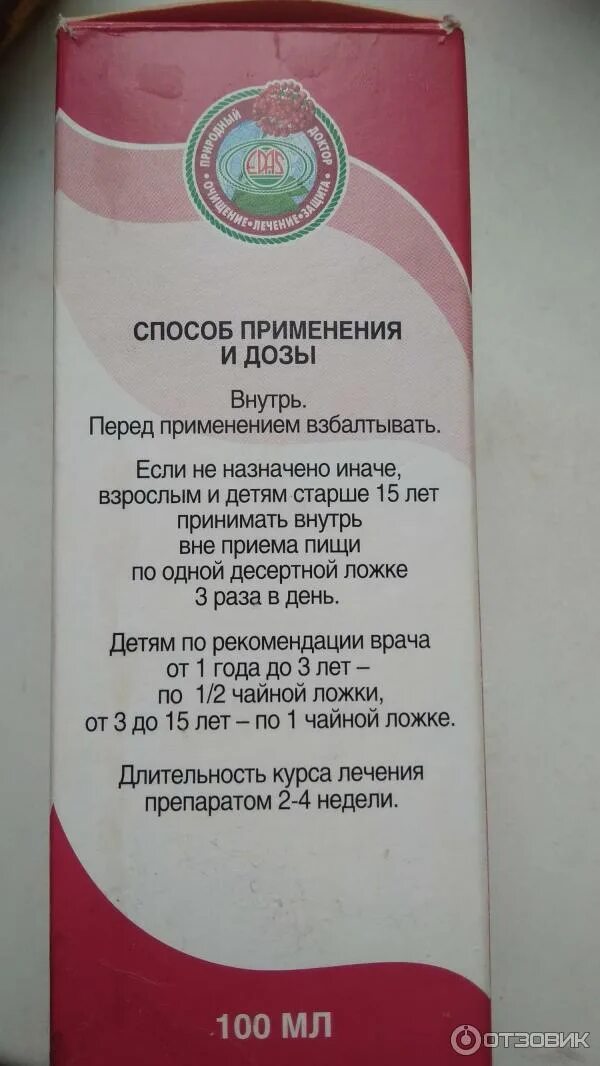 ПРИРОДНЫЙ ДОКТОР
EDAS
ОЧИЩЕНИЕ • ЛЕЧЕНИЕ • ЗАЩИТА
СПОСОБ ПРИМЕНЕНИЯ
И ДОЗЫ
Внутрь.
Перед применением взбалтывать.
Если не назначено иначе,
взрослым и детям старше 15 лет
принимать внутрь
вне приема пищи
по одной десертной ложке
3 раза в день.
Детям по рекомендации врача
от 1 года до 3 лет –
по 1/2 чайной ложки,
от 3 до 15 лет – по 1 чайной ложке.
Длительность курса лечения
препаратом 2-4 недели.
100 МЛ
ОТЗОВИК